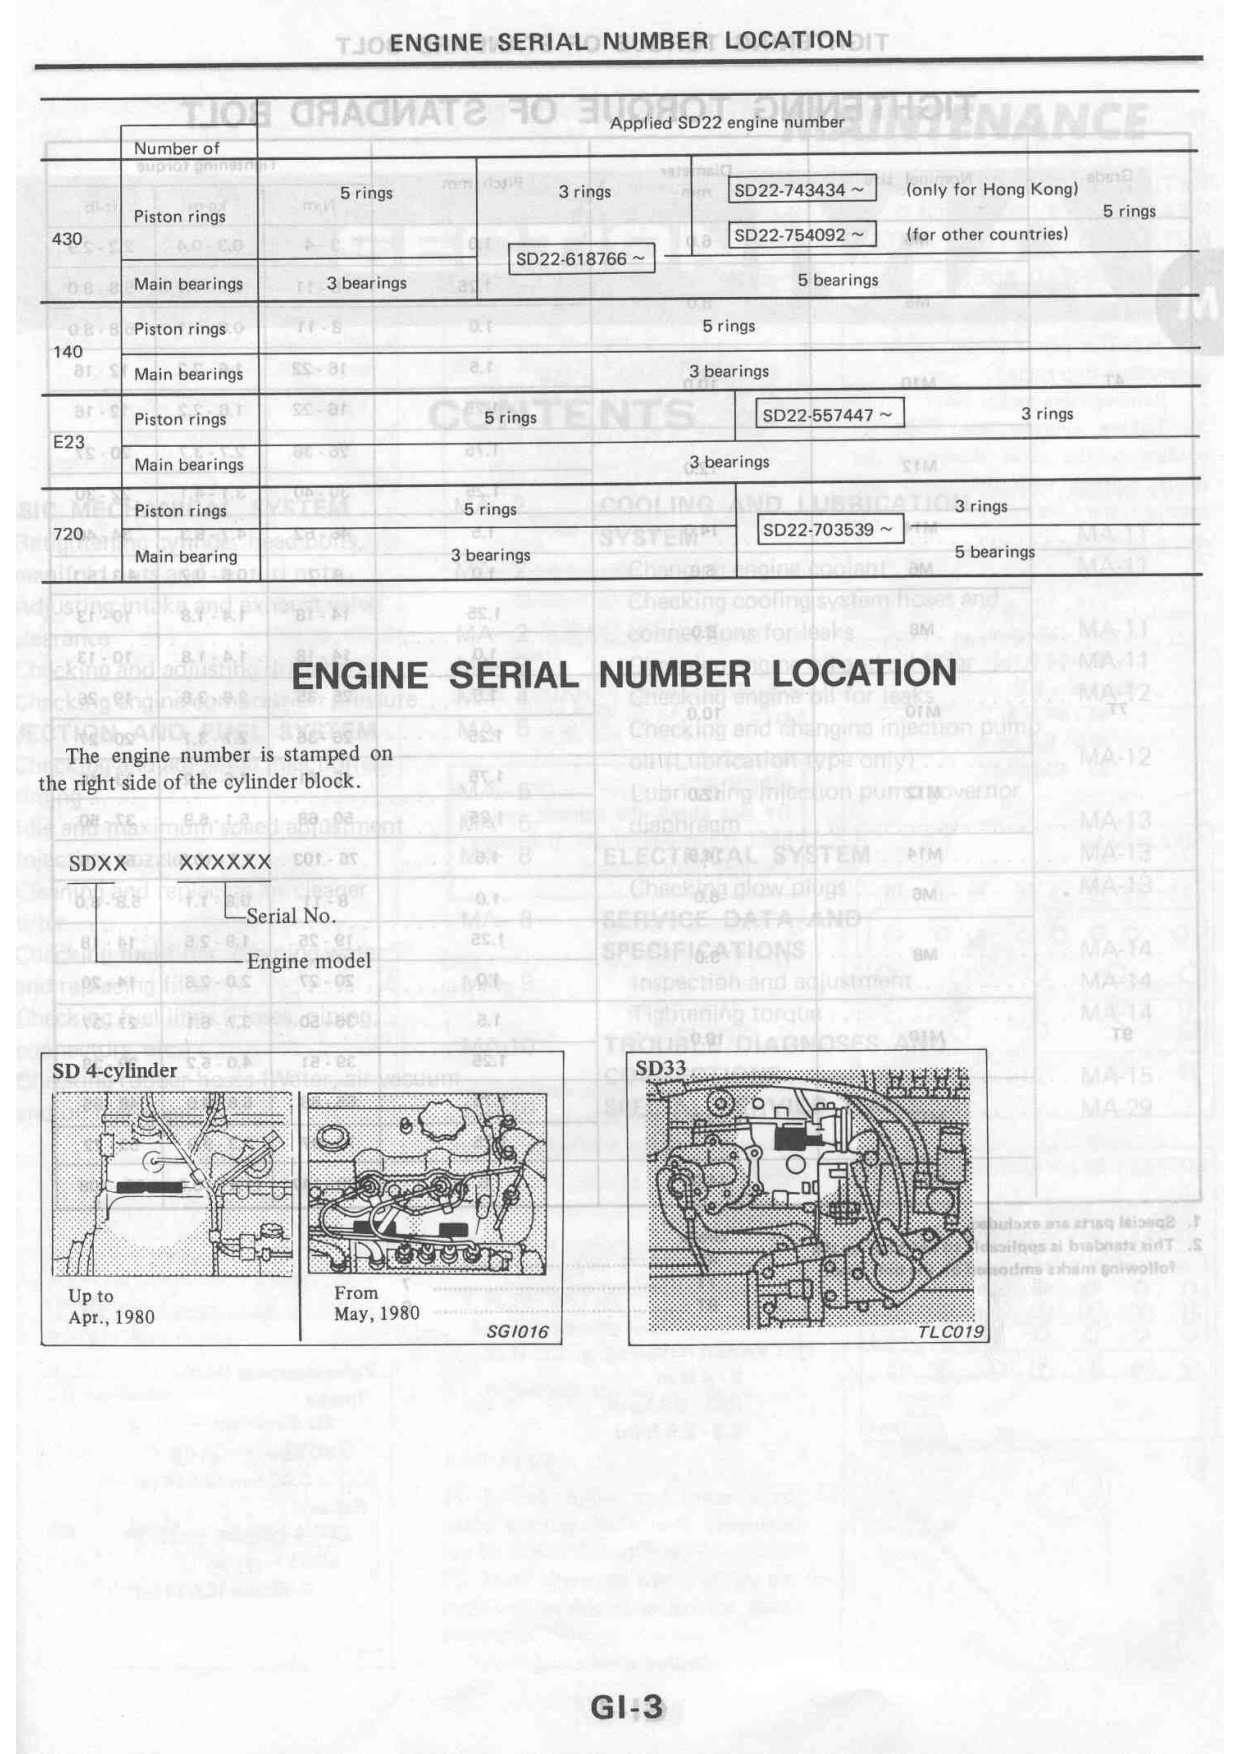 ENGINE SERIAL NUMBER LOCATION
Applied SD22 engine number
Number of
430
Piston rings
5 rings
3 rings
SD22-743434 ~ (only for Hong Kong)
SD22-754092 ~ (for other countries)
5 rings
SD22-618766 ~
Main bearings
3 bearings
5 bearings
140
Piston rings
5 rings
Main bearings
3 bearings
E23
Piston rings
5 rings
SD22-557447 ~
3 rings
Main bearings
3 bearings
720
Piston rings
5 rings
3 rings
SD22-703539 ~
Main bearing
3 bearings
5 bearings
ENGINE SERIAL NUMBER LOCATION
The engine number is stamped on
the right side of the cylinder block.
SDXX XXXXXX
Serial No.
Engine model
SD 4-cylinder
Up to
Apr., 1980
From
May, 1980
SGI016
SD33
TLC019
GI-3